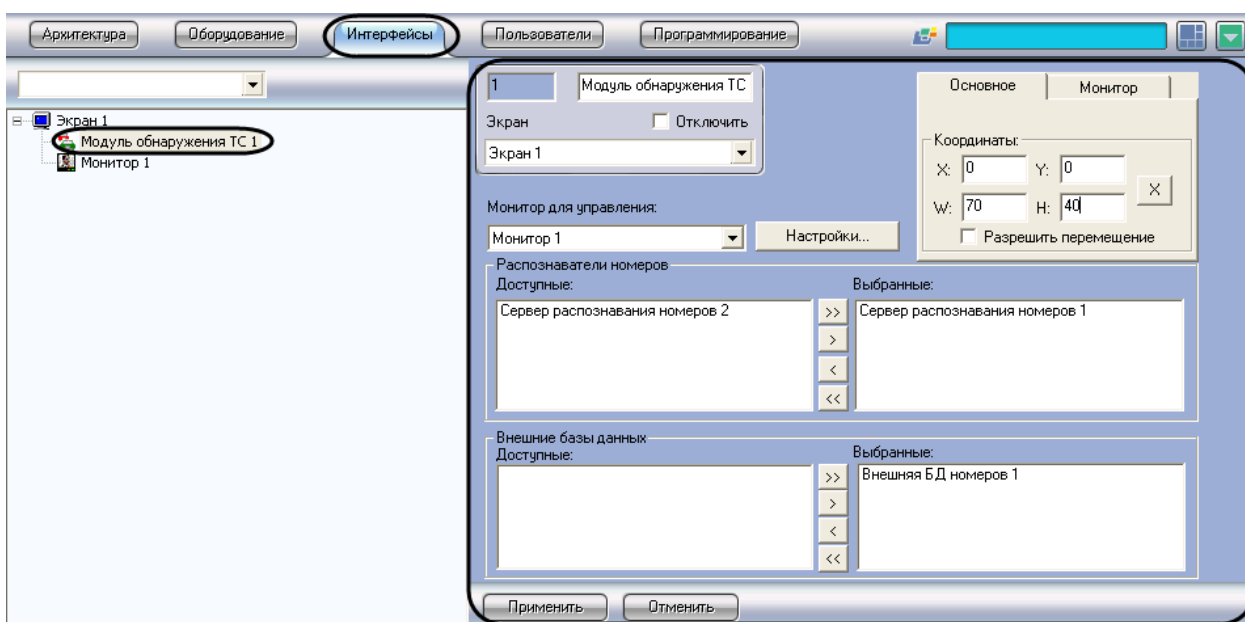 Архитектура Оборудование Интерфейсы Пользователи Программирование
Экран 1
Модуль обнаружения ТС 1
Монитор 1
1 Модуль обнаружения ТС
Экран Отключить
Экран 1
Основное Монитор
Координаты:
X: 0 Y: 0 X
W: 70 H: 40
Разрешить перемещение
Монитор для управления:
Монитор 1 Настройки...
Распознаватели номеров
Доступные: Выбранные:
Сервер распознавания номеров 2 >> Сервер распознавания номеров 1
>
<
<<
Внешние базы данных
Доступные: Выбранные:
>> Внешняя БД номеров 1
>
<
<<
Применить Отменить